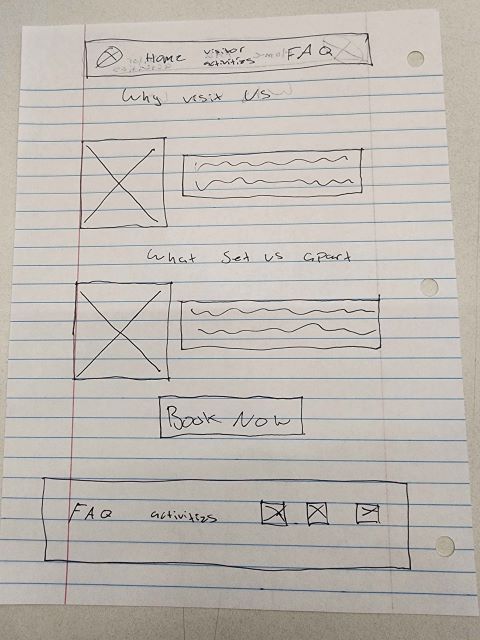 Home visitor activities FAQ
Why visit Us
What Set us apart
Book Now
FAQ activities